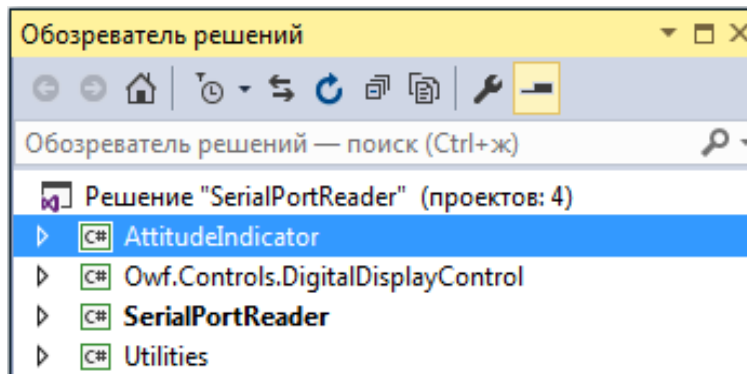 Обозреватель решений
Обозреватель решений — поиск (Ctrl+ж)
Решение "SerialPortReader" (проектов: 4)
C# AttitudeIndicator
C# Owf.Controls.DigitalDisplayControl
C# SerialPortReader
C# Utilities